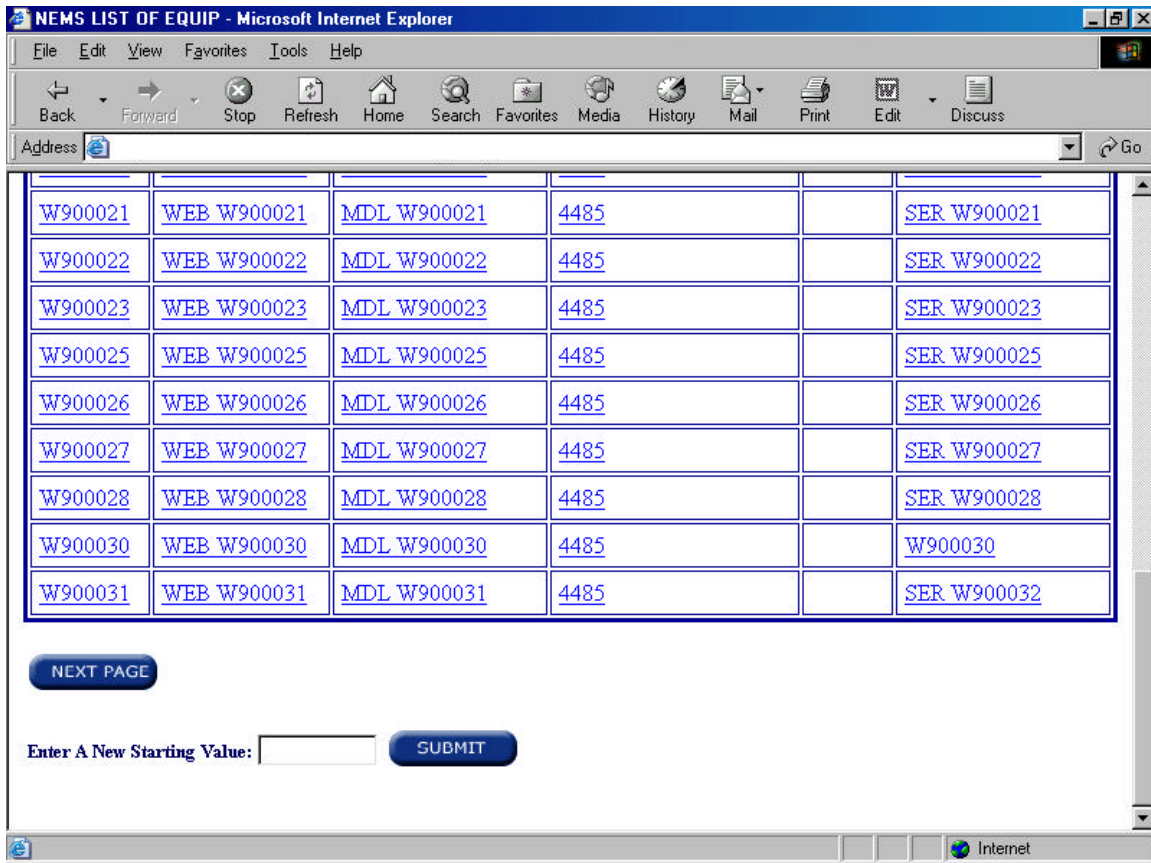 NEMS LIST OF EQUIP - Microsoft Internet Explorer
File Edit View Favorites Tools Help
Back Forward Stop Refresh Home Search Favorites Media History Mail Print Edit Discuss
Address Go
W900021 WEB W900021 MDL W900021 4485 SER W900021
W900022 WEB W900022 MDL W900022 4485 SER W900022
W900023 WEB W900023 MDL W900023 4485 SER W900023
W900025 WEB W900025 MDL W900025 4485 SER W900025
W900026 WEB W900026 MDL W900026 4485 SER W900026
W900027 WEB W900027 MDL W900027 4485 SER W900027
W900028 WEB W900028 MDL W900028 4485 SER W900028
W900030 WEB W900030 MDL W900030 4485 W900030
W900031 WEB W900031 MDL W900031 4485 SER W900032
NEXT PAGE
Enter A New Starting Value: SUBMIT
Internet